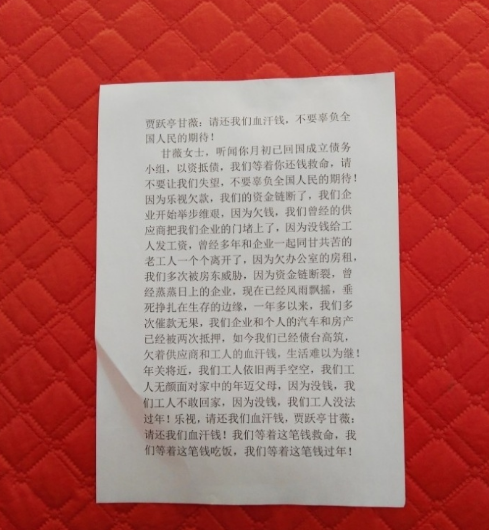 贾跃亭甘薇：请还我们血汗钱，不要辜负全
国人民的期待！
甘薇女士，听闻你月初已回国成立债务
小组，以资抵债，我们等着你还钱救命，请
不要让我们失望，不要辜负全国人民的期待！
因为乐视欠款，我们的资金链断了，我们企
业开始举步维艰，因为欠钱，我们曾经的供
应商把我们企业的门堵上了，因为没钱给工
人发工资，曾经多年和企业一起同甘共苦的
老工人一个个离开了，因为欠办公室的房租，
我们多次被房东威胁，因为资金链断裂，曾
经蒸蒸日上的企业，现在已经风雨飘摇，垂
死挣扎在生存的边缘，一年多以来，我们多
次催款无果，我们企业和个人的汽车和房产
已经被两次抵押，如今我们已经债台高筑，
欠着供应商和工人的血汗钱，生活难以为继！
年关将近，我们工人依旧两手空空，我们工
人无颜面对家中的年迈父母，因为没钱，我
们工人不敢回家，因为没钱，我们工人没法
过年！乐视，请还我们血汗钱，贾跃亭甘薇：
请还我们血汗钱！我们等着这笔钱救命，我
们等着这笔钱吃饭，我们等着这笔钱过年！